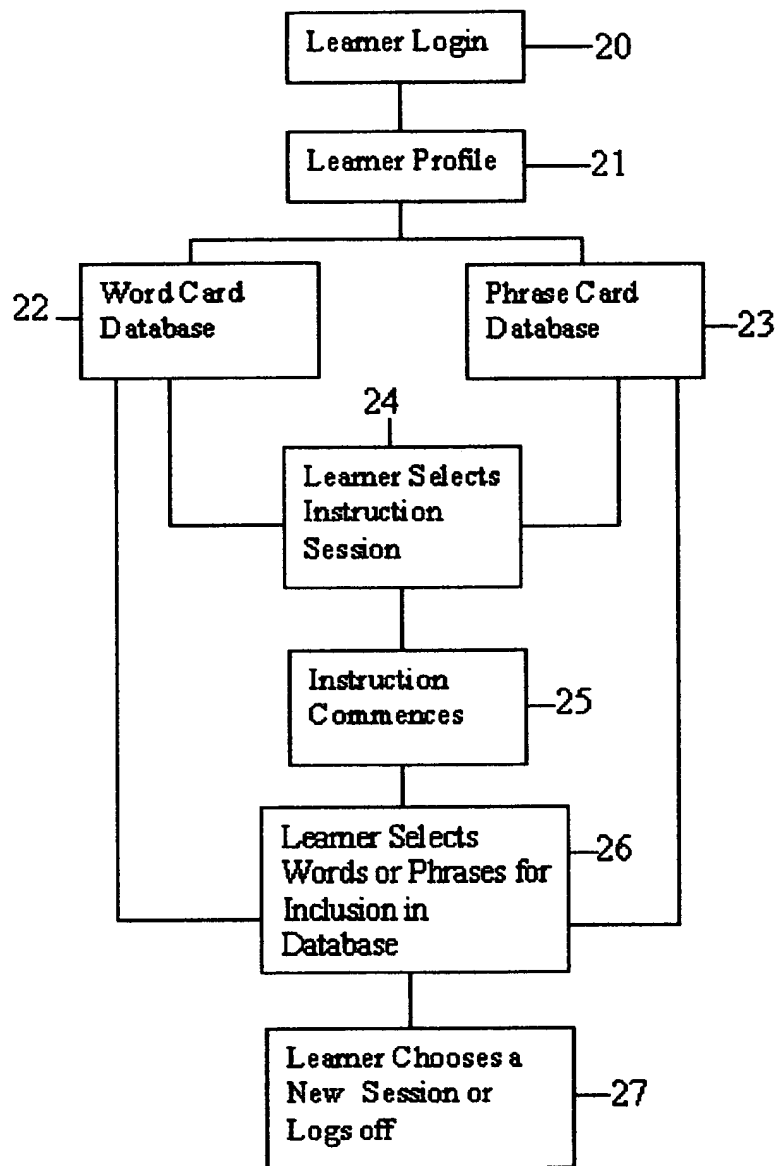 Learner Login
20
Learner Profile
21
Word Card
Database
22
Phrase Card
Database
23
24
Learner Selects
Instruction
Session
Instruction
Commences
25
Learner Selects
Words or Phrases for
Inclusion in
Database
26
Learner Chooses a
New Session or
Logs off
27